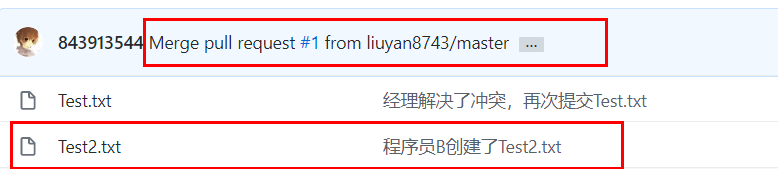 843913544 Merge pull request #1 from liuyan8743/master ...
Test.txt 经理解决了冲突，再次提交Test.txt
Test2.txt 程序员B创建了Test2.txt